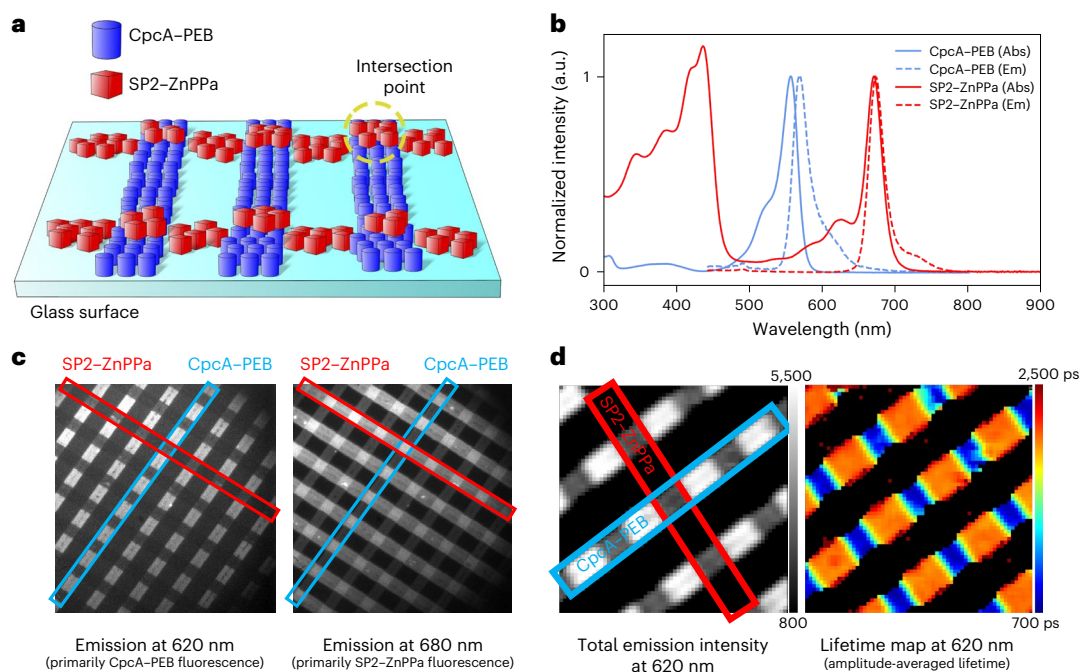 a
CpcA–PEB
SP2–ZnPPa
Intersection
point
Glass surface
b
Normalized intensity (a.u.)
1
0
CpcA–PEB (Abs)
CpcA–PEB (Em)
SP2–ZnPPa (Abs)
SP2–ZnPPa (Em)
300 400 500 600 700 800 900
Wavelength (nm)
c
SP2–ZnPPa CpcA–PEB
SP2–ZnPPa CpcA–PEB
Emission at 620 nm
(primarily CpcA–PEB fluorescence)
Emission at 680 nm
(primarily SP2–ZnPPa fluorescence)
d
5,500
SP2–ZnPPa
CpcA–PEB
800
Total emission intensity
at 620 nm
2,500 ps
700 ps
Lifetime map at 620 nm
(amplitude-averaged lifetime)